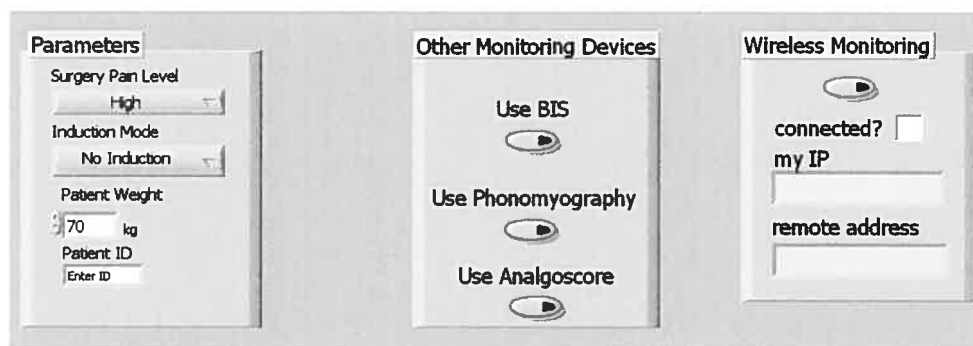 Parameters
Surgery Pain Level
High
Induction Mode
No Induction
Patient Weight
70 kg
Patient ID
Enter ID
Other Monitoring Devices
Use BIS
Use Phonomyography
Use Analgoscore
Wireless Monitoring
connected?
my IP
remote address